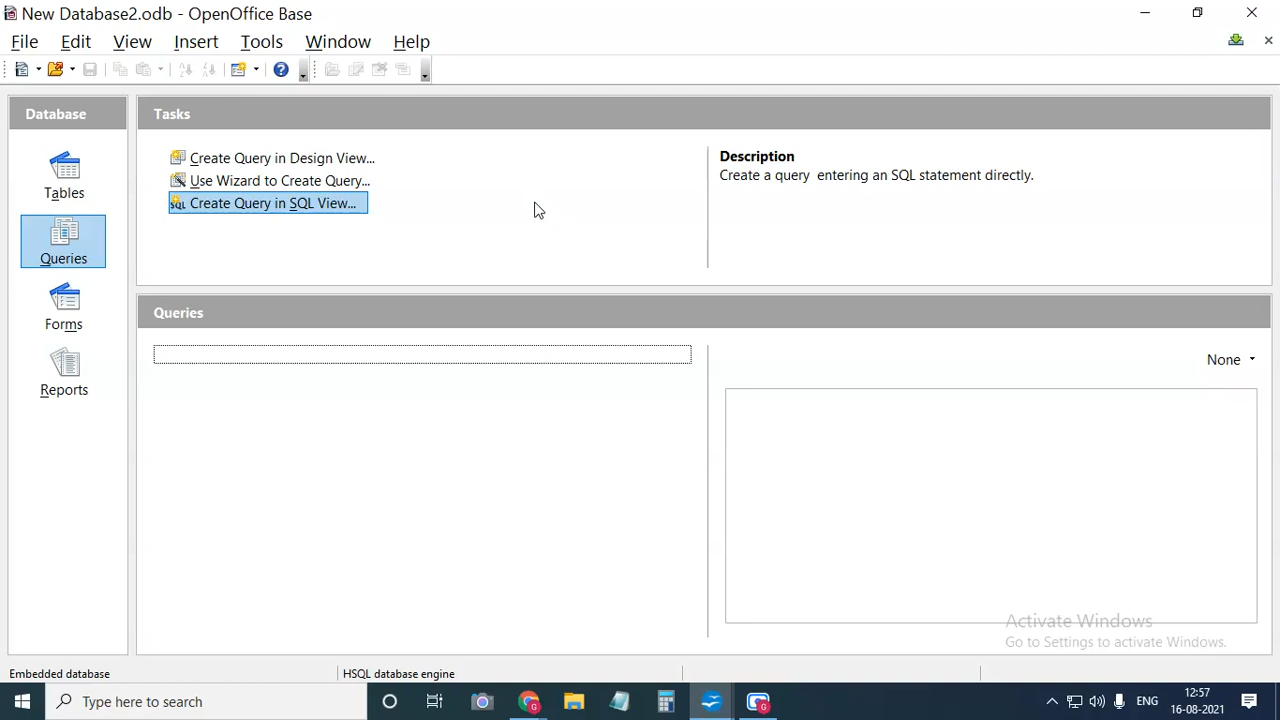 New Database2.odb - OpenOffice Base
File Edit View Insert Tools Window Help
Database
Tasks
Create Query in Design View...
Use Wizard to Create Query...
SQL Create Query in SQL View...
Description
Create a query entering an SQL statement directly.
Tables
Queries
Forms
Reports
Queries
None
Activate Windows
Go to Settings to activate Windows.
Embedded database
HSQL database engine
Type here to search
ENG
12:57
16-08-2021